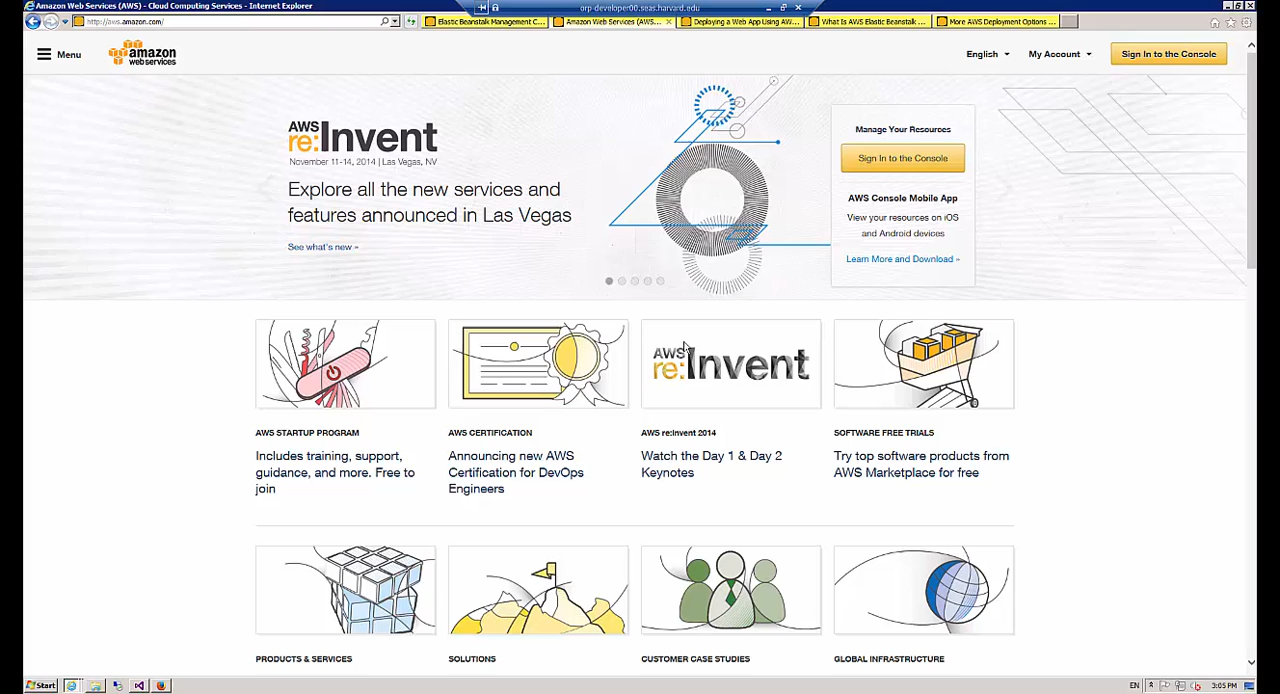 Amazon Web Services (AWS) - Cloud Computing Services - Internet Explorer
orp-developer00.seas.harvard.edu
http://aws.amazon.com/
Elastic Beanstalk Management C...
Amazon Web Services (AWS)...
Deploying a Web App Using AW...
What Is AWS Elastic Beanstalk ...
More AWS Deployment Options ...
Menu
amazon
web services
English
My Account
Sign In to the Console
AWS
re:Invent
November 11-14, 2014 | Las Vegas, NV
Explore all the new services and
features announced in Las Vegas
See what's new »
Manage Your Resources
Sign In to the Console
AWS Console Mobile App
View your resources on iOS
and Android devices
Learn More and Download »
AWS
re:Invent
AWS STARTUP PROGRAM
Includes training, support,
guidance, and more. Free to
join
AWS CERTIFICATION
Announcing new AWS
Certification for DevOps
Engineers
AWS re:Invent 2014
Watch the Day 1 & Day 2
Keynotes
SOFTWARE FREE TRIALS
Try top software products from
AWS Marketplace for free
PRODUCTS & SERVICES
SOLUTIONS
CUSTOMER CASE STUDIES
GLOBAL INFRASTRUCTURE
Start
EN
3:05 PM